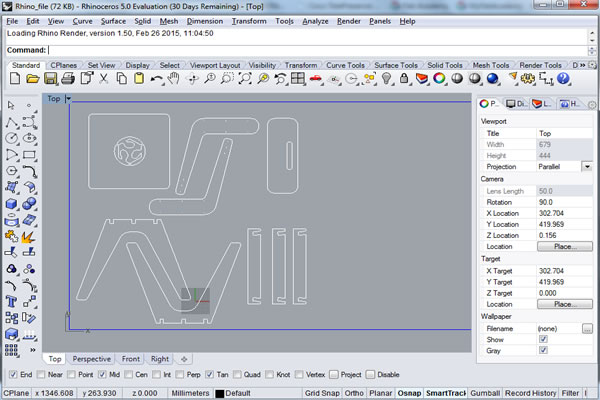 Rhino_file (72 KB) - Rhinoceros 5.0 Evaluation (30 Days Remaining) - [Top]
File Edit View Curve Surface Solid Mesh Dimension Transform Tools Analyze Render Panels Help
Loading Rhino Render, version 1.50, Feb 26 2015, 11:04:50
Command:
Standard CPlanes Set View Display Select Viewport Layout Visibility Transform Curve Tools Surface Tools Solid Tools Mesh Tools Render Tools D
Top
P... Di... L... H...
Viewport
Title Top
Width 679
Height 444
Projection Parallel
Camera
Lens Length 50.0
Rotation 90.0
X Location 302.704
Y Location 419.969
Z Location 0.156
Location Place...
Target
X Target 302.704
Y Target 419.969
Z Target 0.000
Location Place...
Wallpaper
Filename (none) ...
Show
Gray
Top Perspective Front Right
End Near Point Mid Cen Int Perp Tan Quad Knot Vertex Project Disable
CPlane x 1346.608 y 263.930 z 0.000 Millimeters Default Grid Snap Ortho Planar Osnap SmartTrack Gumball Record History Filter